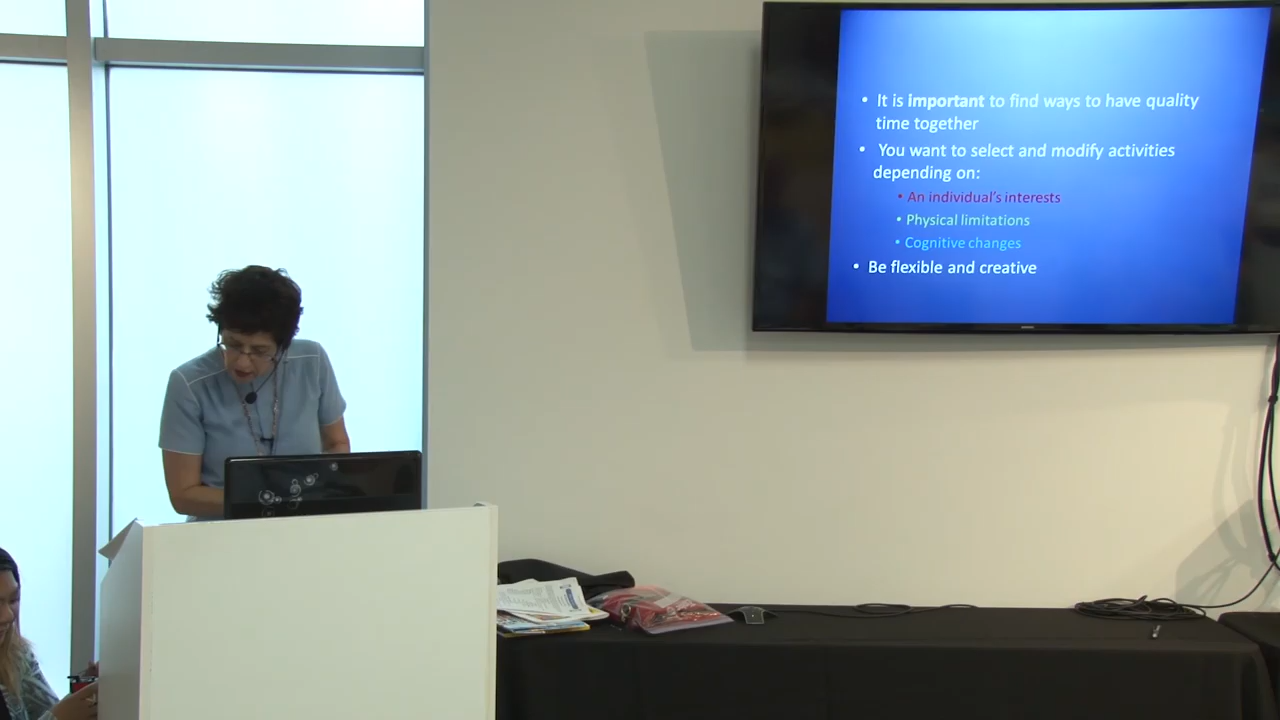 • It is important to find ways to have quality
time together
• You want to select and modify activities
depending on:
• An individual's interests
• Physical limitations
• Cognitive changes
• Be flexible and creative